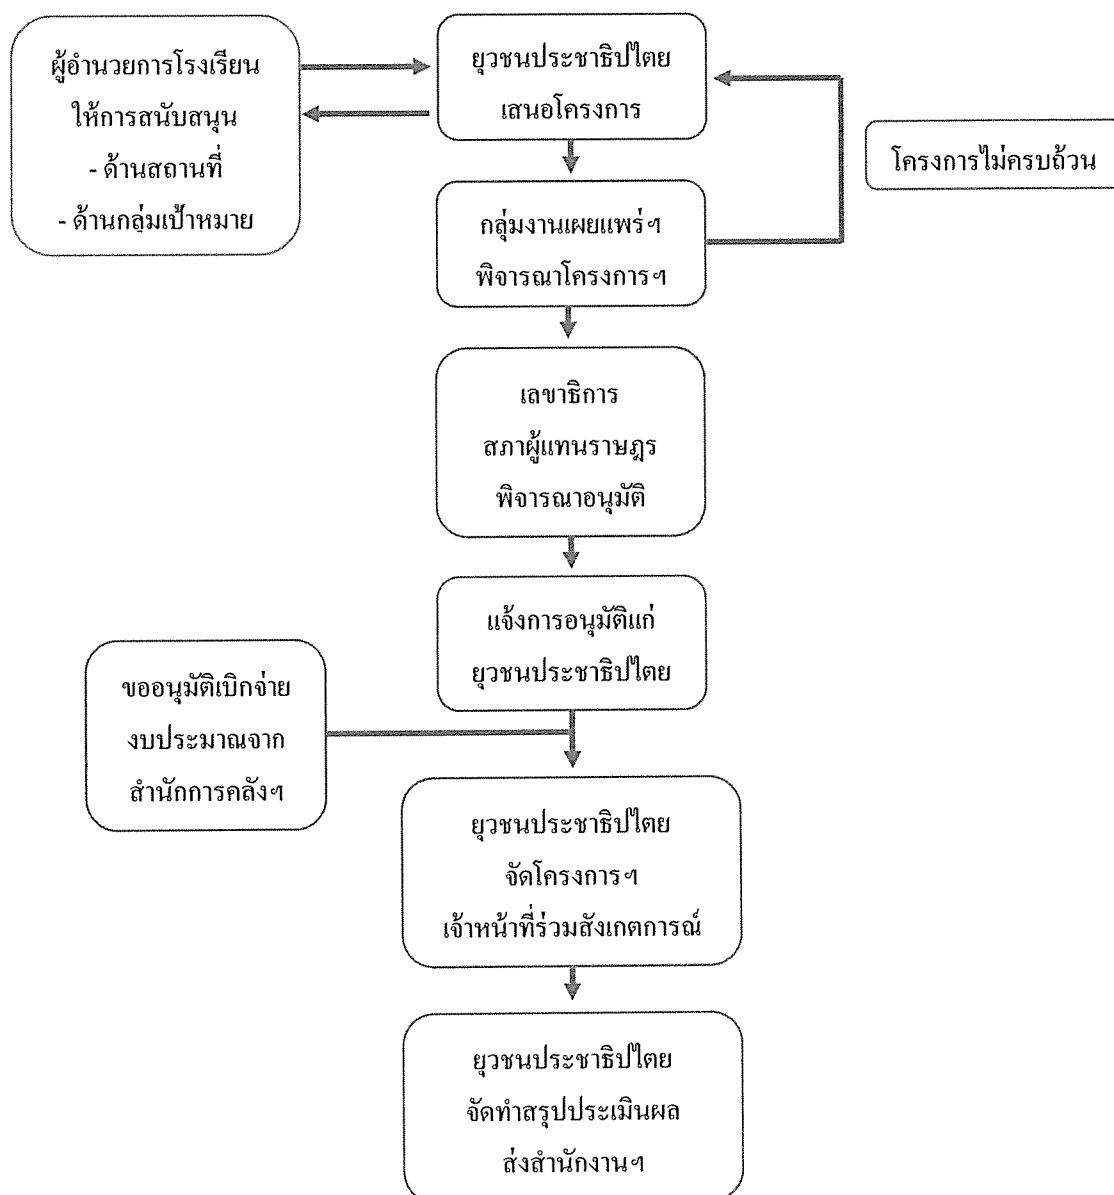 ผู้อำนวยการโรงเรียน
ให้การสนับสนุน
- ด้านสถานที่
- ด้านกลุ่มเป้าหมาย
ยุวชนประชาธิปไตย
เสนอโครงการ
โครงการไม่ครบถ้วน
กลุ่มงานเผยแพร่ฯ
พิจารณาโครงการฯ
เลขาธิการ
สภาผู้แทนราษฎร
พิจารณาอนุมัติ
แจ้งการอนุมัติแก่
ยุวชนประชาธิปไตย
ขออนุมัติเบิกจ่าย
งบประมาณจาก
สำนักการคลังฯ
ยุวชนประชาธิปไตย
จัดโครงการฯ
เจ้าหน้าที่ร่วมสังเกตการณ์
ยุวชนประชาธิปไตย
จัดทำสรุปประเมินผล
ส่งสำนักงานฯ